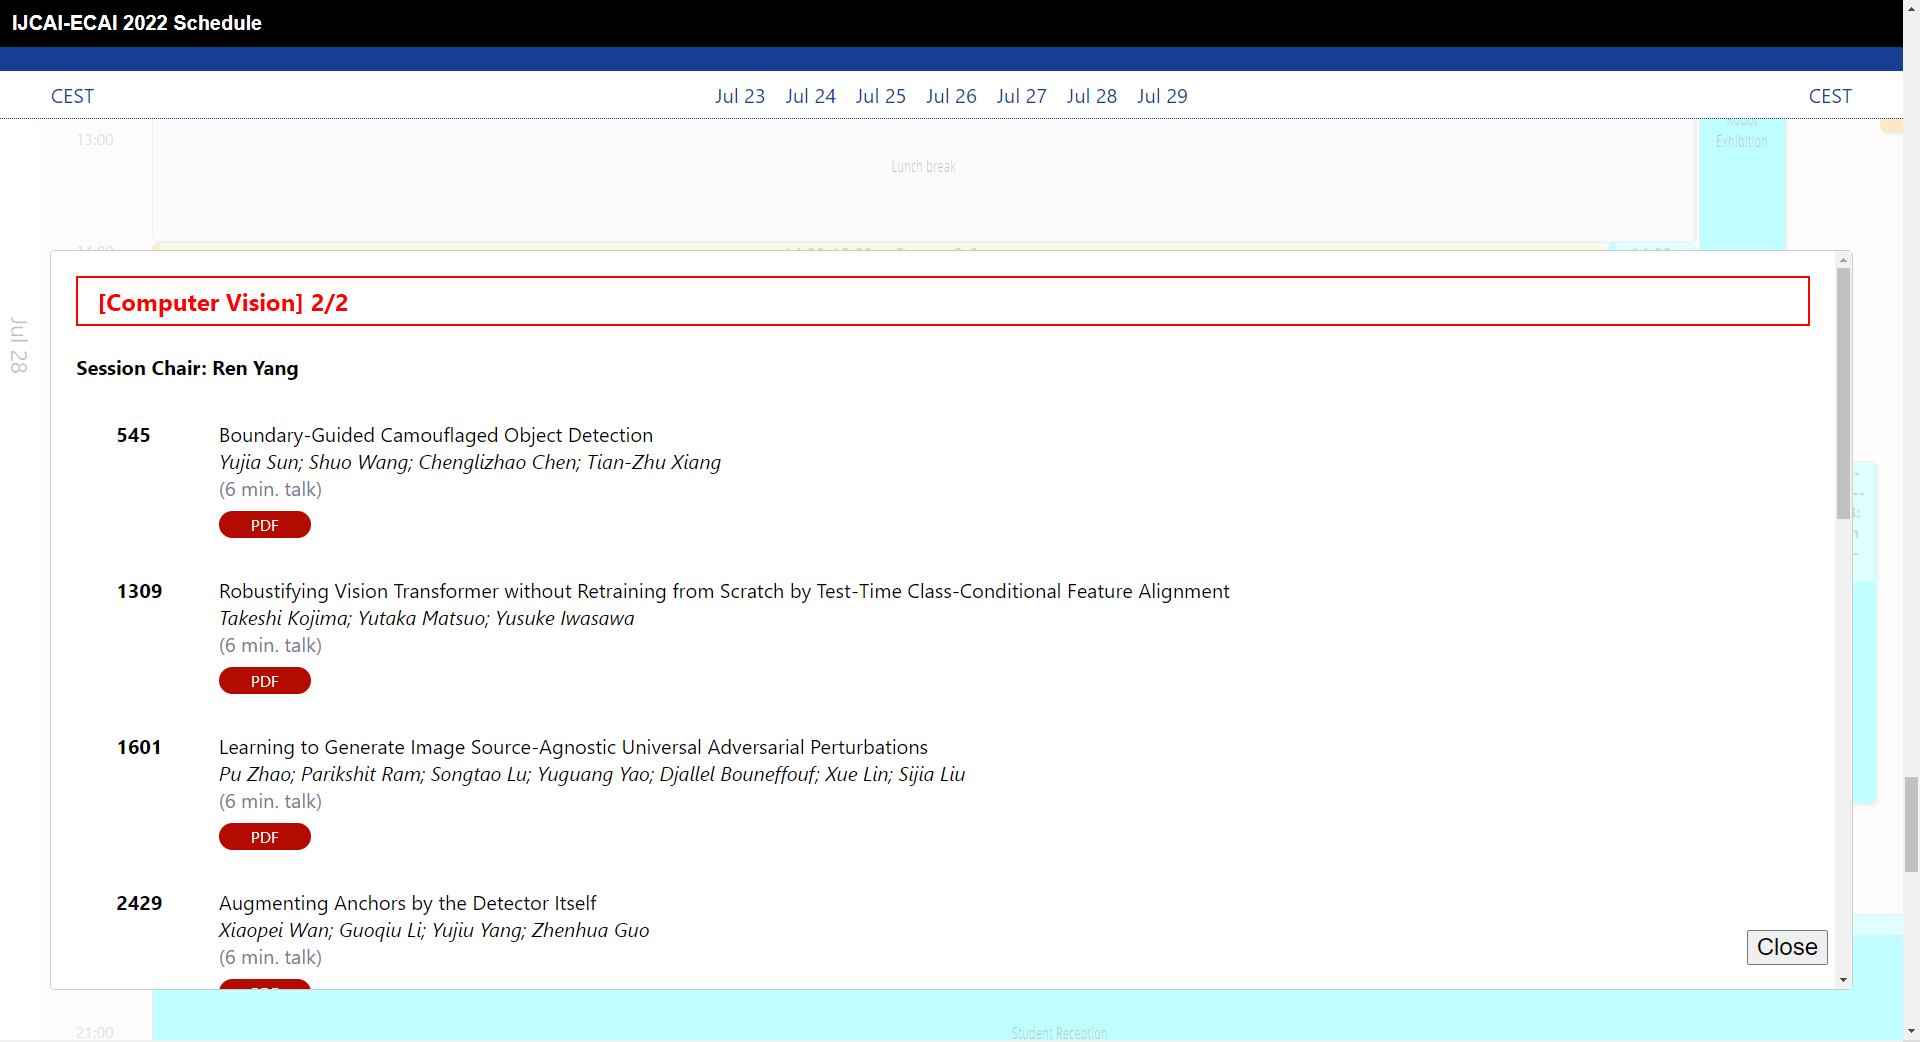 IJCAI-ECAI 2022 Schedule
CEST Jul 23 Jul 24 Jul 25 Jul 26 Jul 27 Jul 28 Jul 29 CEST
13:00
Exhibition
Lunch break
Jul 28
[Computer Vision] 2/2
Session Chair: Ren Yang
545 Boundary-Guided Camouflaged Object Detection
Yujia Sun; Shuo Wang; Chenglizhao Chen; Tian-Zhu Xiang
(6 min. talk)
PDF
1309 Robustifying Vision Transformer without Retraining from Scratch by Test-Time Class-Conditional Feature Alignment
Takeshi Kojima; Yutaka Matsuo; Yusuke Iwasawa
(6 min. talk)
PDF
1601 Learning to Generate Image Source-Agnostic Universal Adversarial Perturbations
Pu Zhao; Parikshit Ram; Songtao Lu; Yuguang Yao; Djallel Bouneffouf; Xue Lin; Sijia Liu
(6 min. talk)
PDF
2429 Augmenting Anchors by the Detector Itself
Xiaopei Wan; Guoqiu Li; Yujiu Yang; Zhenhua Guo
(6 min. talk)
Close
21:00
Student Reception